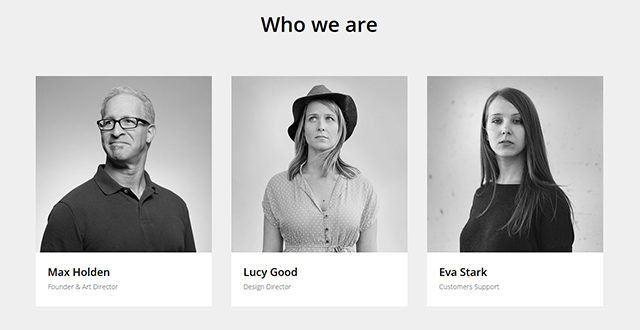 Who we are
Max Holden
Founder & Art Director
Lucy Good
Design Director
Eva Stark
Customers Support